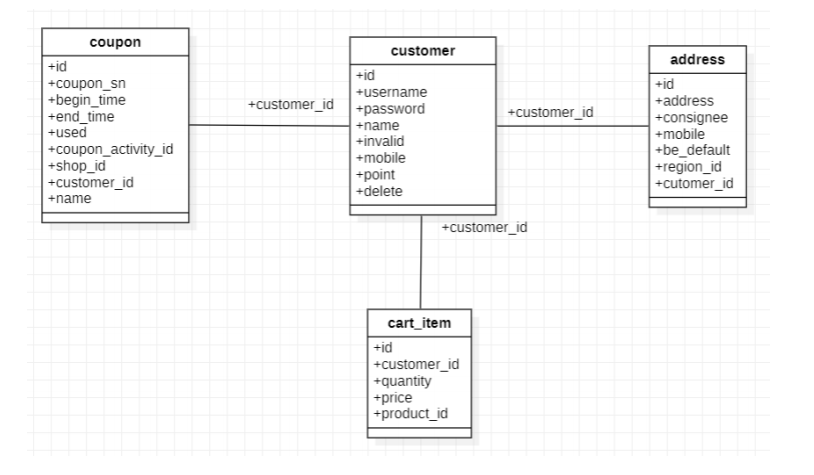 coupon
+id
+coupon_sn
+begin_time
+end_time
+used
+coupon_activity_id
+shop_id
+customer_id
+name
+customer_id
customer
+id
+username
+password
+name
+invalid
+mobile
+point
+delete
+customer_id
address
+id
+address
+consignee
+mobile
+be_default
+region_id
+cutomer_id
+customer_id
cart_item
+id
+customer_id
+quantity
+price
+product_id